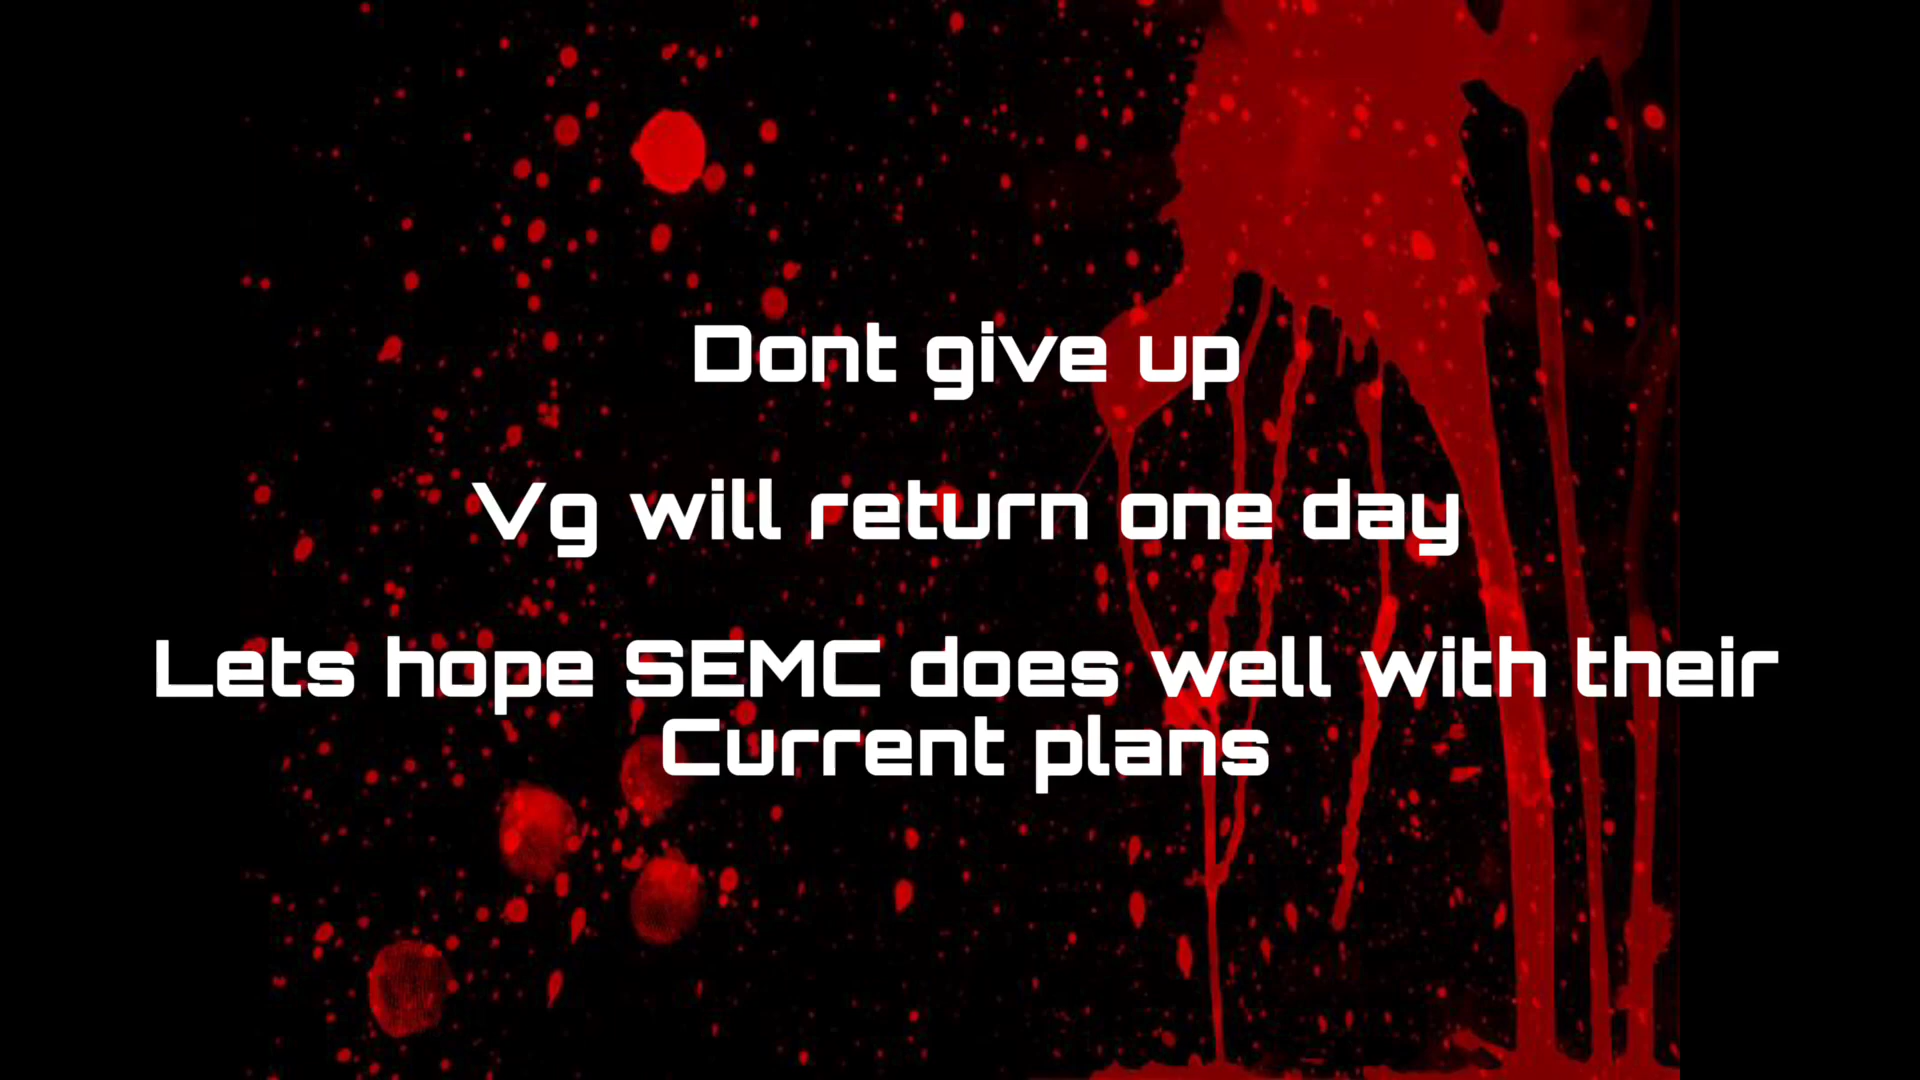 Dont give up
Vg will return one day
Lets hope SEMC does well with their
Current plans